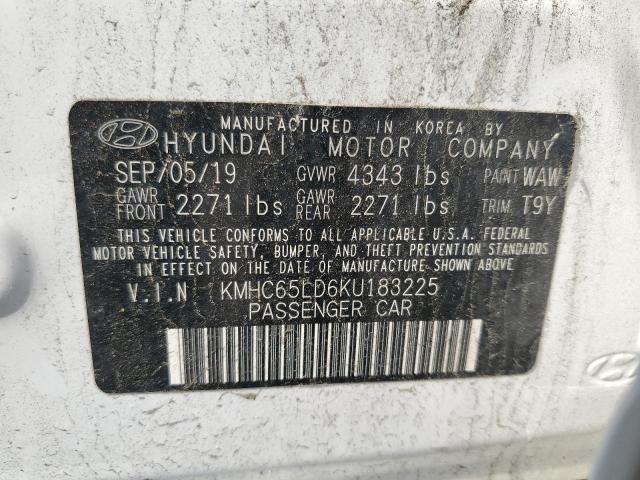 MANUFACTURED IN KOREA BY
HYUNDAI MOTOR COMPANY
SEP/05/19 GVWR 4343 lbs PAINT WAW
GAWR FRONT 2271 lbs GAWR REAR 2271 lbs TRIM T9Y
THIS VEHICLE CONFORMS TO ALL APPLICABLE U.S.A. FEDERAL
MOTOR VEHICLE SAFETY, BUMPER, AND THEFT PREVENTION STANDARDS
IN EFFECT ON THE DATE OF MANUFACTURE SHOWN ABOVE.
V.I.N KMHC65LD6KU183225
PASSENGER CAR